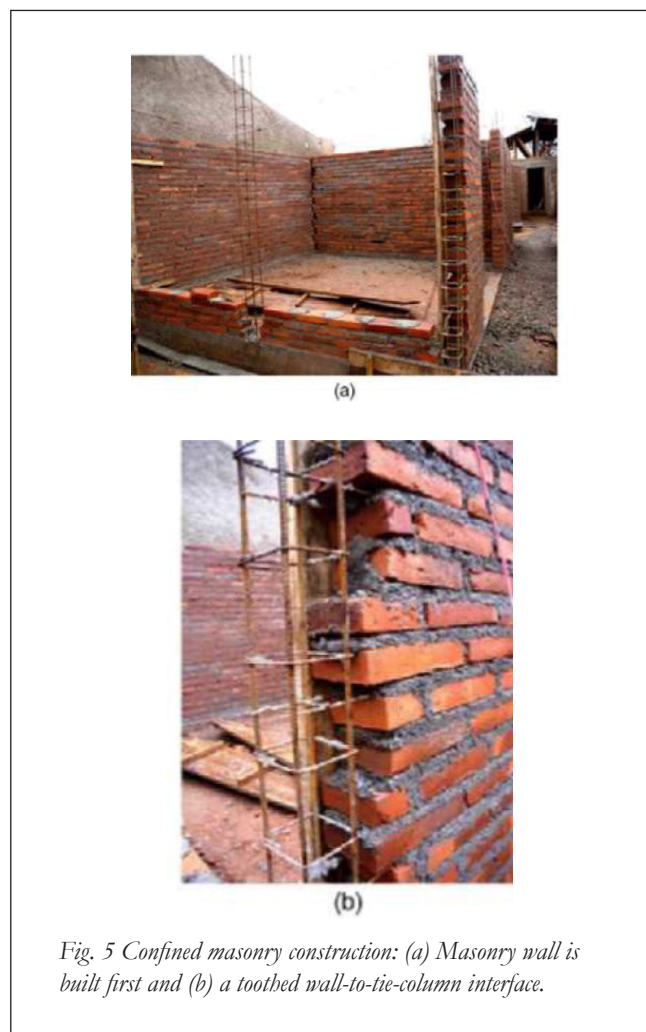 (a)
(b)
Fig. 5 Confined masonry construction: (a) Masonry wall is
built first and (b) a toothed wall-to-tie-column interface.